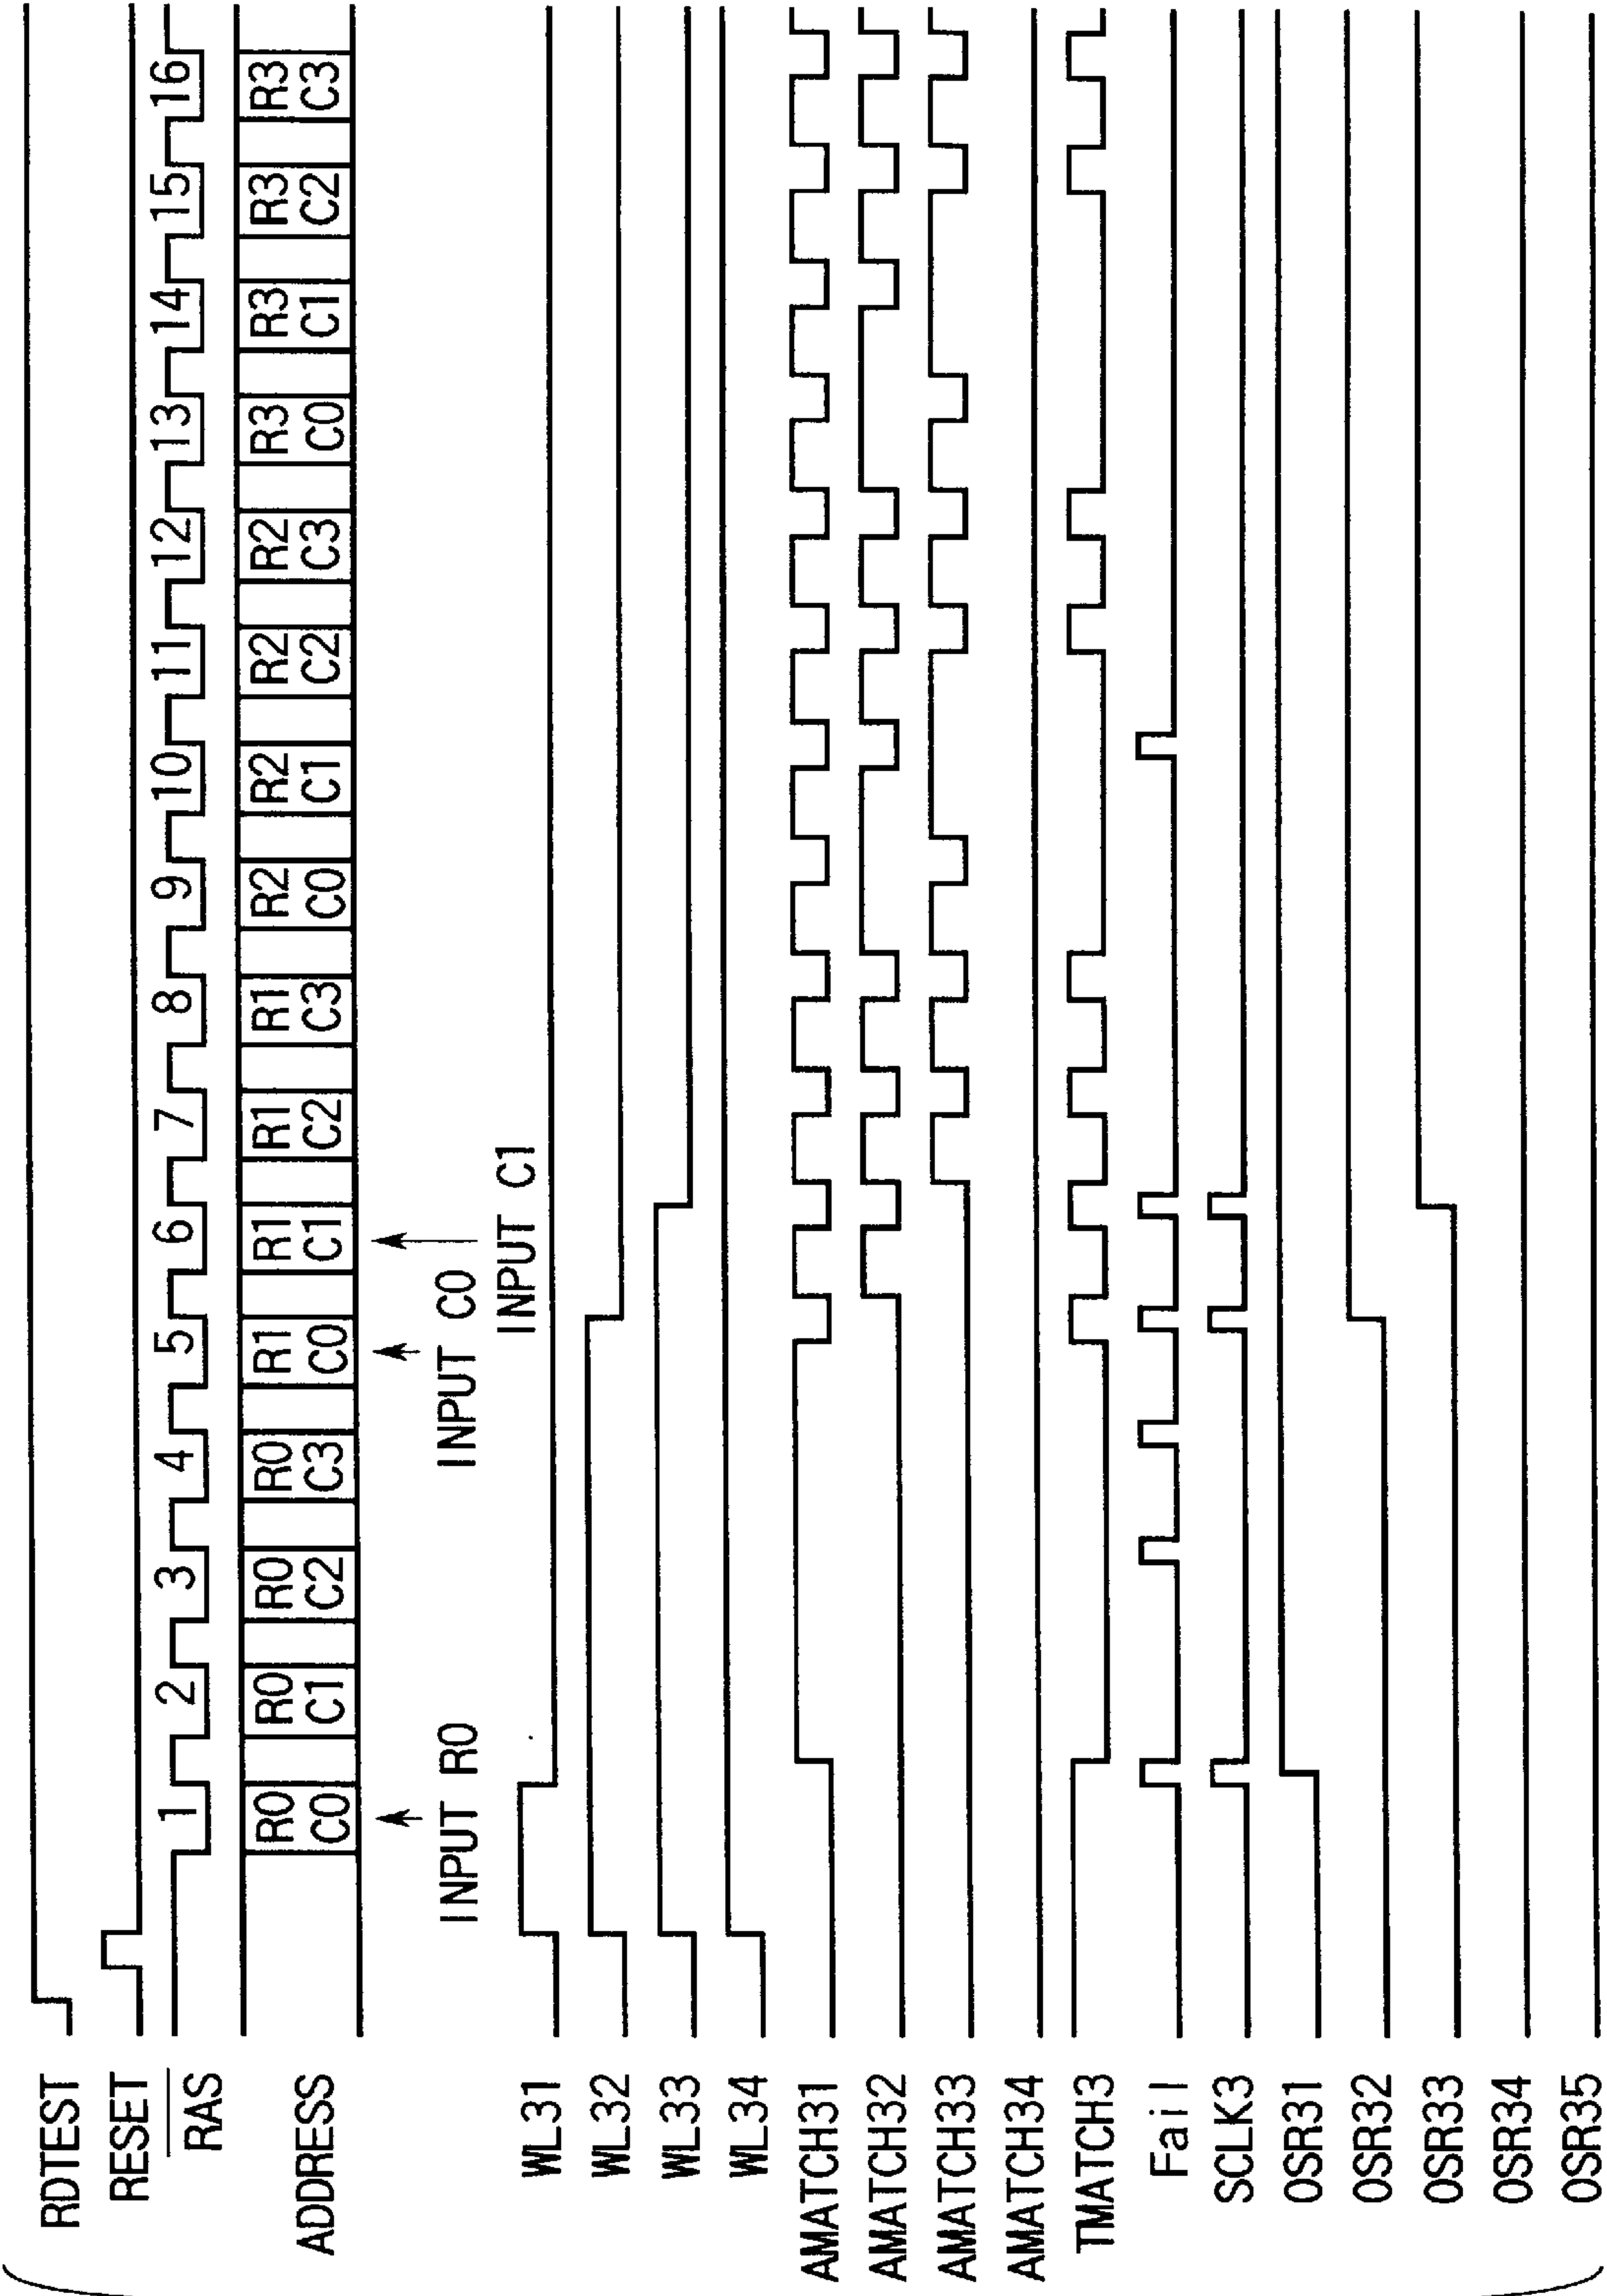 RDTEST
RESET
RAS
1 2 3 4 5 6 7 8 9 10 11 12 13 14 15 16
ADDRESS
R0 R0 R0 R0 R1 R1 R1 R1 R2 R2 R2 R2 R3 R3 R3 R3
C0 C1 C2 C3 C0 C1 C2 C3 C0 C1 C2 C3 C0 C1 C2 C3
INPUT R0
INPUT C0
INPUT C1
WL31
WL32
WL33
WL34
AMATCH31
AMATCH32
AMATCH33
AMATCH34
TMATCH3
Fail
SCLK3
OSR31
OSR32
OSR33
OSR34
OSR35